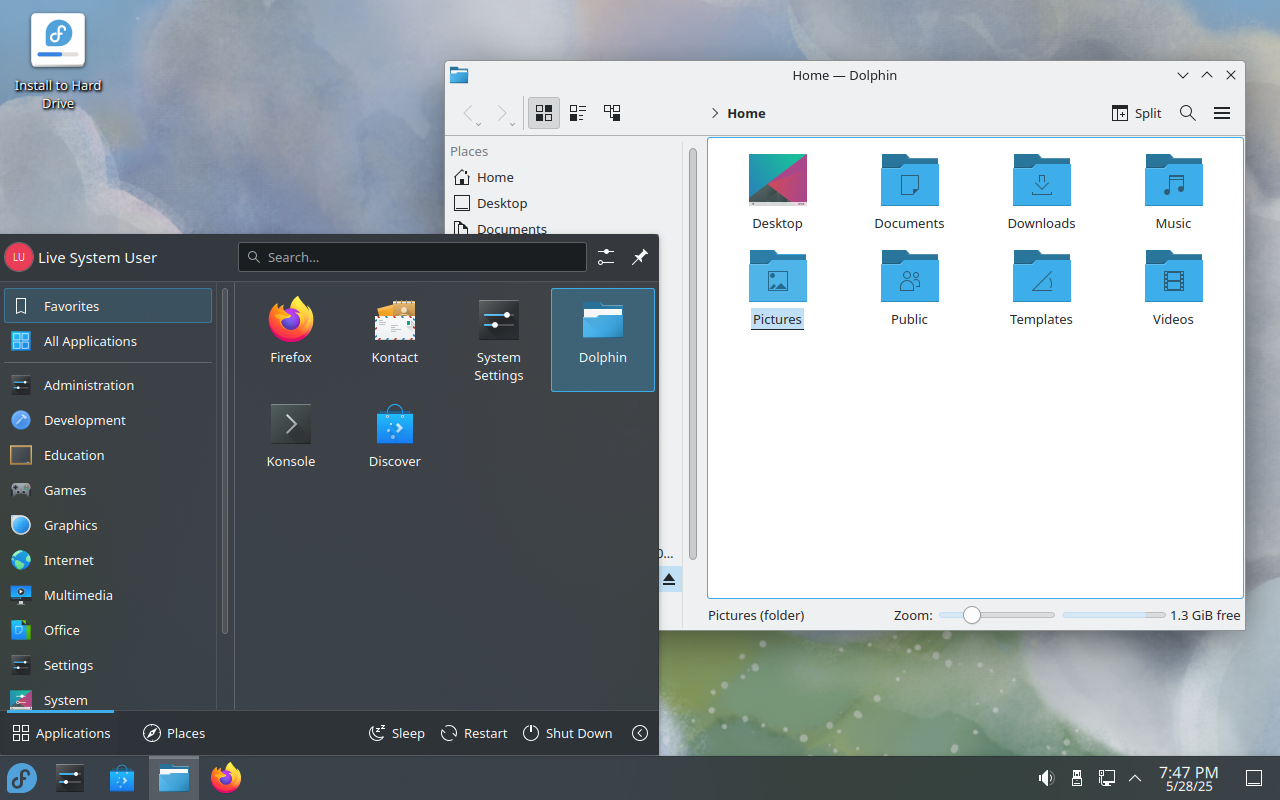 Install to Hard
Drive
Home — Dolphin
Home
Split
Places
Home
Desktop
Documents
0...
Desktop
Documents
Downloads
Music
Pictures
Public
Templates
Videos
Pictures (folder)
Zoom:
1.3 GiB free
LU
Live System User
Search...
Favorites
All Applications
Administration
Development
Education
Games
Graphics
Internet
Multimedia
Office
Settings
System
Firefox
Kontact
System
Settings
Dolphin
Konsole
Discover
Applications
Places
Sleep
Restart
Shut Down
7:47 PM
5/28/25